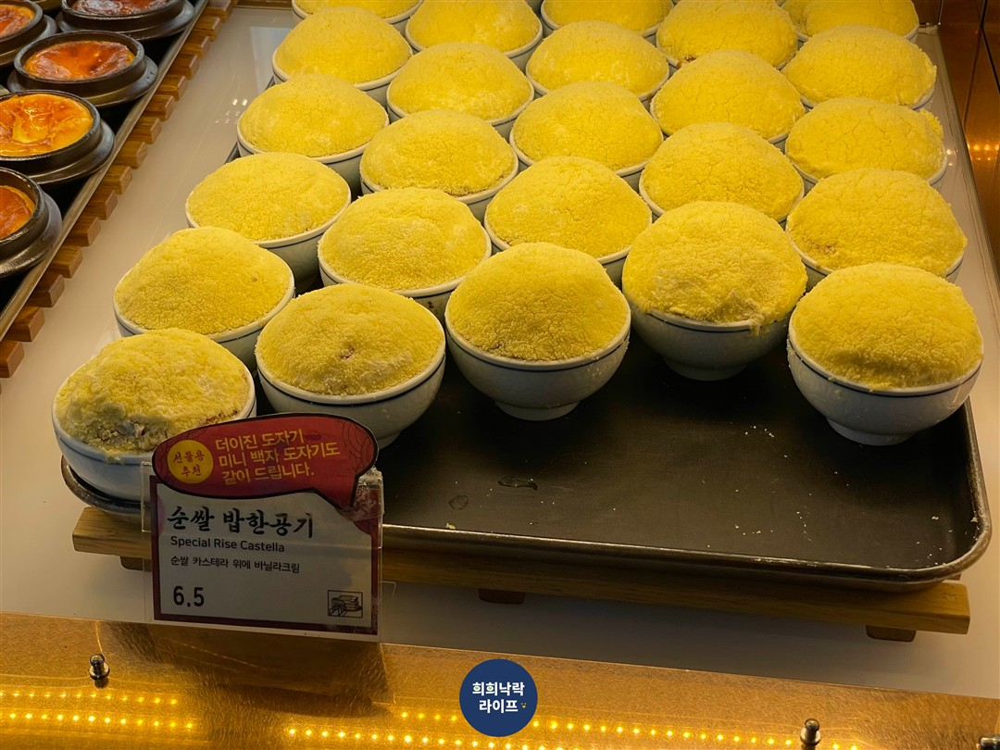 선물용
추천
더이진 도자기
미니 백자 도자기도
같이 드립니다.
순쌀 밥한공기
Special Rise Castella
순쌀 카스테라 위에 바닐라크림
6.5
희희낙락
라이프